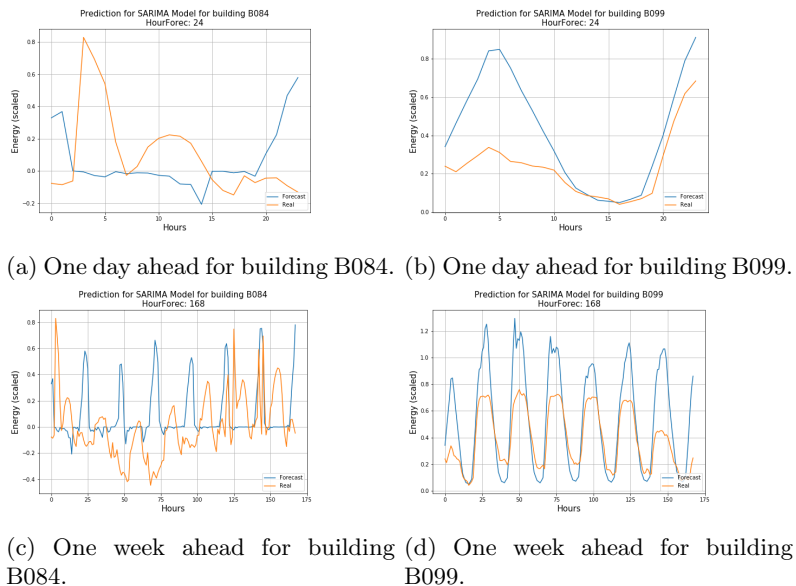 Prediction for SARIMA Model for building B084
HourForec: 24
Energy (scaled)
0.8
0.6
0.4
0.2
0.0
−0.2
0
5
10
15
20
Hours
Forecast
Real
Prediction for SARIMA Model for building B099
HourForec: 24
Energy (scaled)
0.8
0.6
0.4
0.2
0.0
0
5
10
15
20
Hours
Forecast
Real
(a) One day ahead for building B084.
(b) One day ahead for building B099.
Prediction for SARIMA Model for building B084
HourForec: 168
Energy (scaled)
0.8
0.6
0.4
0.2
0.0
−0.2
−0.4
0
25
50
75
100
125
150
175
Hours
Forecast
Real
Prediction for SARIMA Model for building B099
HourForec: 168
Energy (scaled)
1.2
1.0
0.8
0.6
0.4
0.2
0.0
0
25
50
75
100
125
150
175
Hours
Forecast
Real
(c) One week ahead for building
B084.
(d) One week ahead for building
B099.